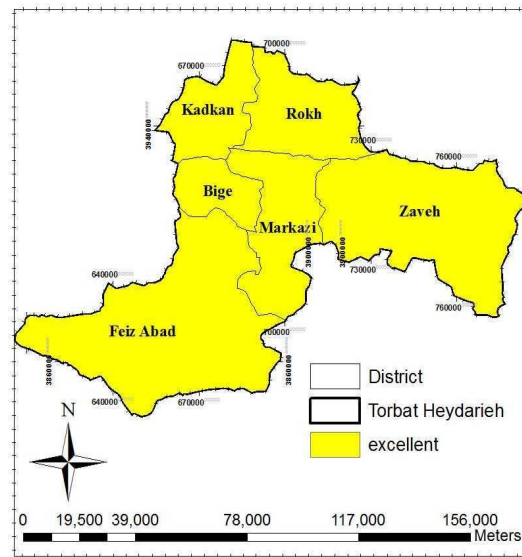 700000
670000
Kadkan
Rokh
3940000
730000
760000
Bige
Zaveh
Markazi
3900000
3900000
640000
730000
760000
Feiz Abad
700000
3860000
3860000
640000
670000
District
N
Torbat Heydarieh
excellent
0 19,500 39,000 78,000 117,000 156,000
Meters